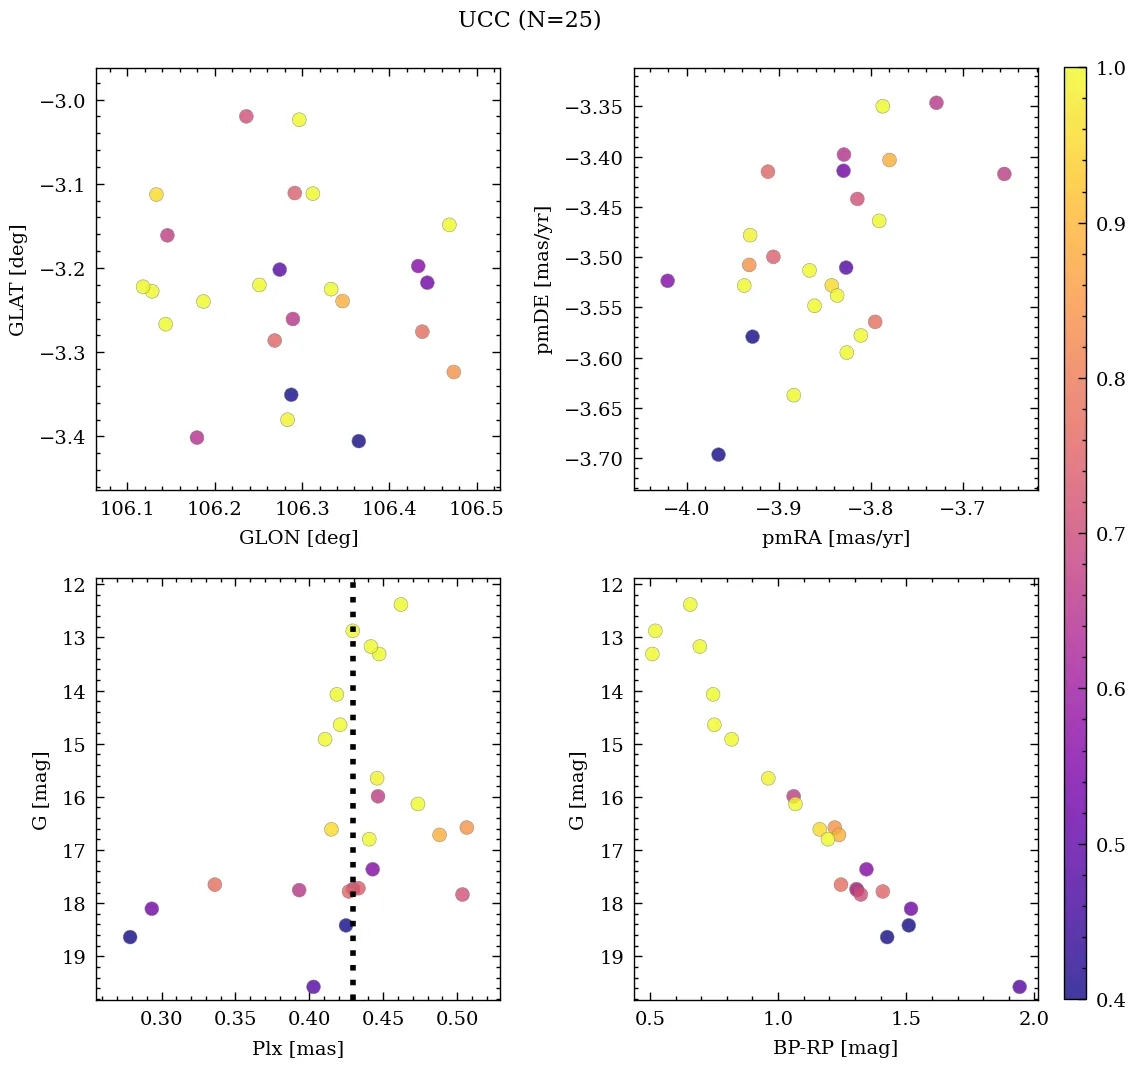 UCC (N=25)
−3.0
−3.1
−3.2
−3.3
−3.4
GLAT [deg]
106.1 106.2 106.3 106.4 106.5
GLON [deg]
−3.35
−3.40
−3.45
−3.50
−3.55
−3.60
−3.65
−3.70
pmDE [mas/yr]
−4.0 −3.9 −3.8 −3.7
pmRA [mas/yr]
12
13
14
15
16
17
18
19
G [mag]
0.30 0.35 0.40 0.45 0.50
Plx [mas]
12
13
14
15
16
17
18
19
G [mag]
0.5 1.0 1.5 2.0
BP-RP [mag]
1.0
0.9
0.8
0.7
0.6
0.5
0.4